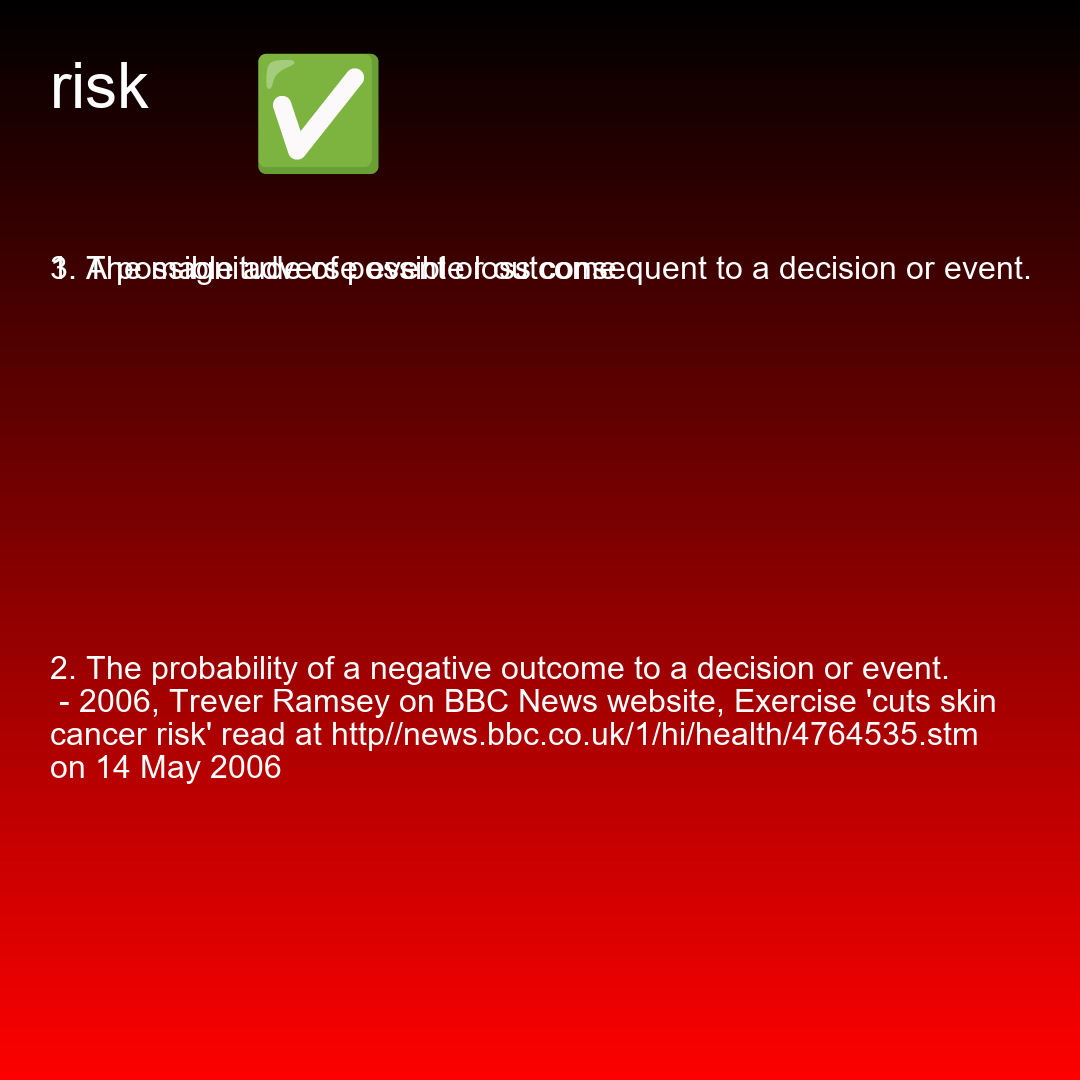 risk
1. A possible adverse event or outcome
3. The magnitude of possible loss consequent to a decision or event.
2. The probability of a negative outcome to a decision or event.
- 2006, Trever Ramsey on BBC News website, Exercise 'cuts skin
cancer risk' read at http//news.bbc.co.uk/1/hi/health/4764535.stm
on 14 May 2006